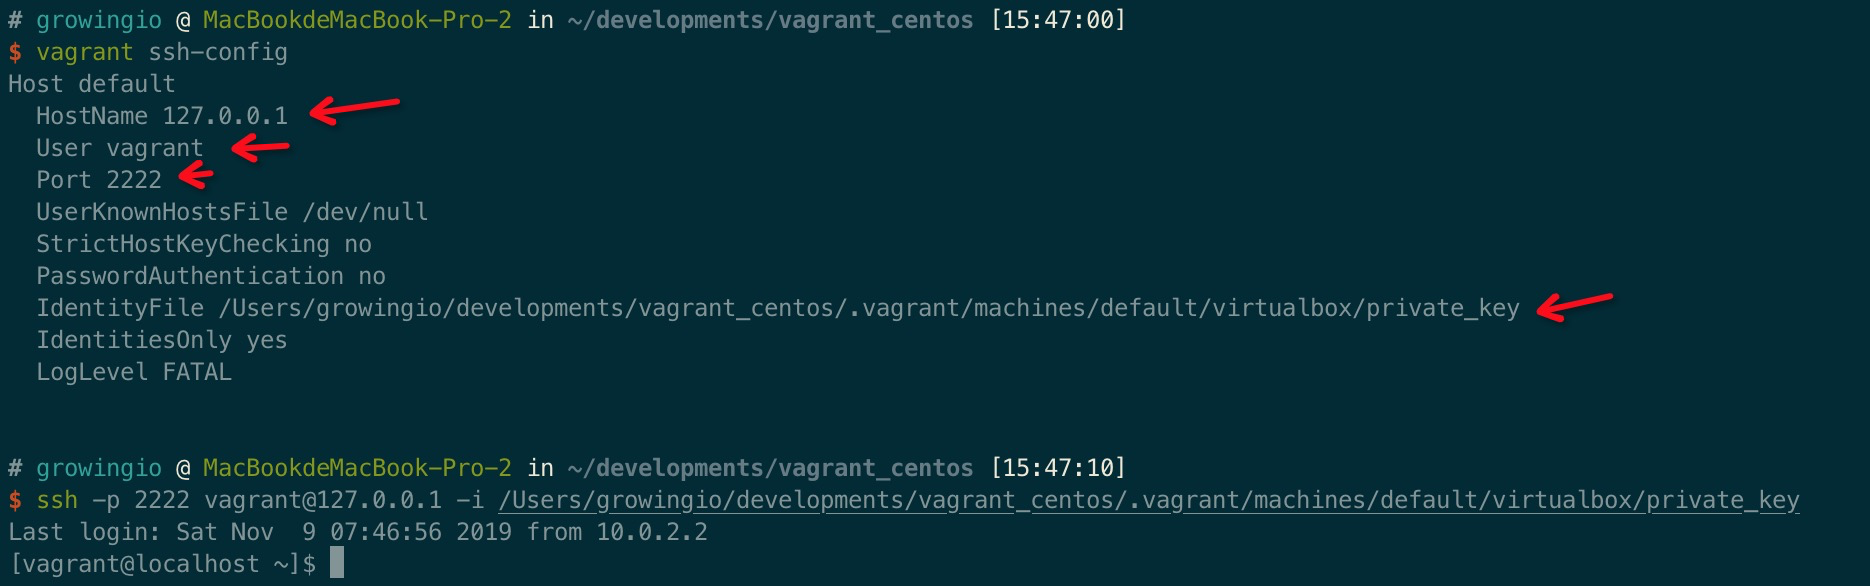 # growingio @ MacBookdeMacBook-Pro-2 in ~/developments/vagrant_centos [15:47:00]
$ vagrant ssh-config
Host default
  HostName 127.0.0.1
  User vagrant
  Port 2222
  UserKnownHostsFile /dev/null
  StrictHostKeyChecking no
  PasswordAuthentication no
  IdentityFile /Users/growingio/developments/vagrant_centos/.vagrant/machines/default/virtualbox/private_key
  IdentitiesOnly yes
  LogLevel FATAL
# growingio @ MacBookdeMacBook-Pro-2 in ~/developments/vagrant_centos [15:47:10]
$ ssh -p 2222 vagrant@127.0.0.1 -i /Users/growingio/developments/vagrant_centos/.vagrant/machines/default/virtualbox/private_key
Last login: Sat Nov  9 07:46:56 2019 from 10.0.2.2
[vagrant@localhost ~]$